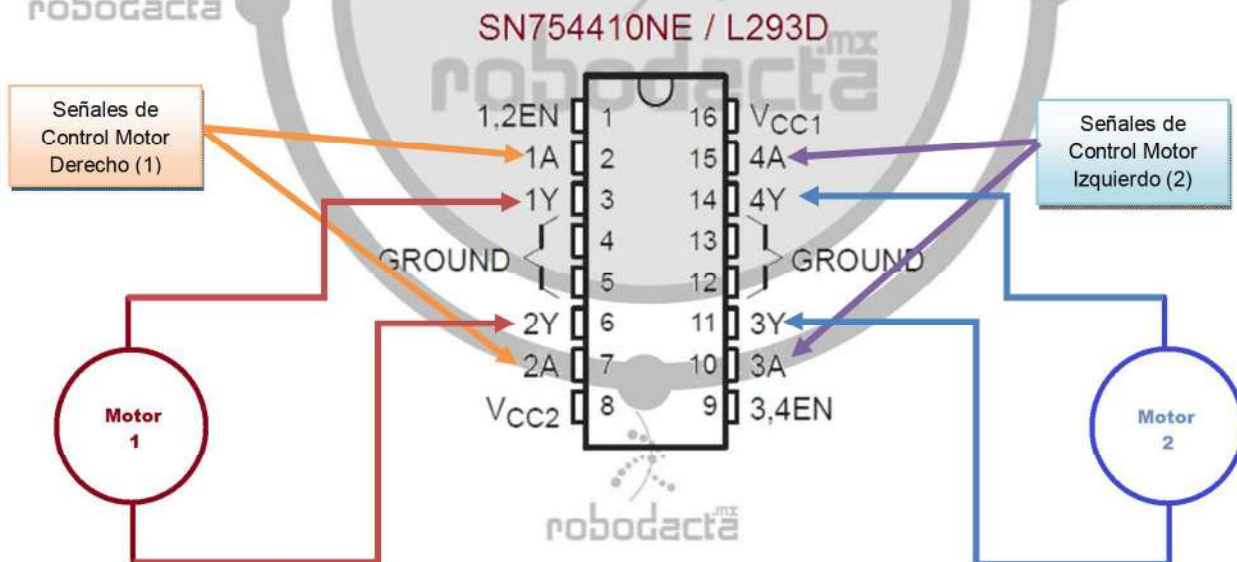 robodacta
SN754410NE / L293D
robodacta.mx
Señales de
Control Motor
Derecho (1)
Señales de
Control Motor
Izquierdo (2)
1,2EN 1 16 VCC1
1A 2 15 4A
1Y 3 14 4Y
4 13
GROUND GROUND
5 12
2Y 6 11 3Y
2A 7 10 3A
VCC2 8 9 3,4EN
Motor
1
Motor
2
robodacta.mx